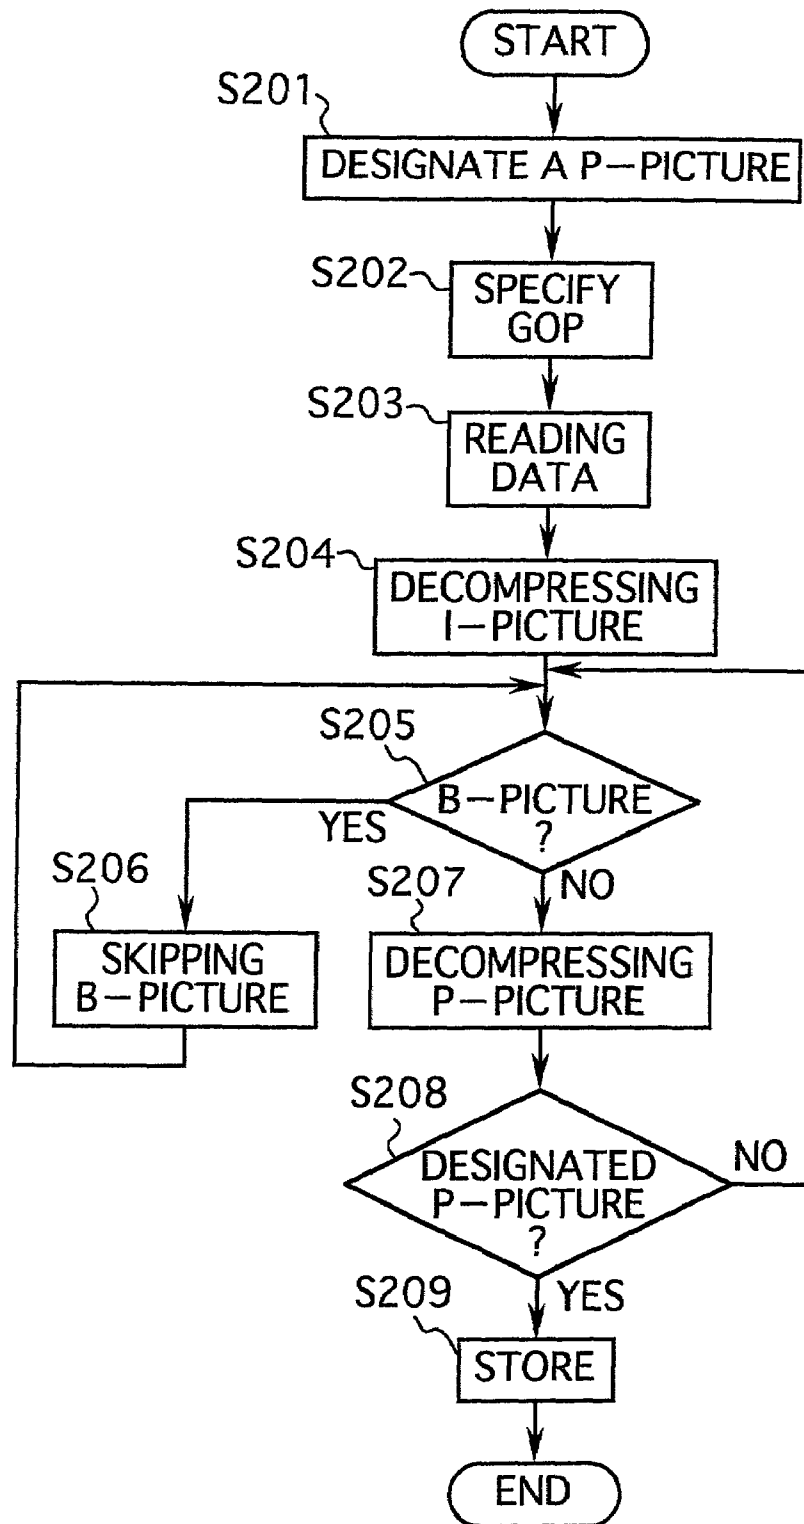 START
S201
DESIGNATE A P-PICTURE
S202
SPECIFY
GOP
S203
READING
DATA
S204
DECOMPRESSING
I-PICTURE
S205
B-PICTURE
?
YES
NO
S206
SKIPPING
B-PICTURE
S207
DECOMPRESSING
P-PICTURE
S208
DESIGNATED
P-PICTURE
?
NO
YES
S209
STORE
END